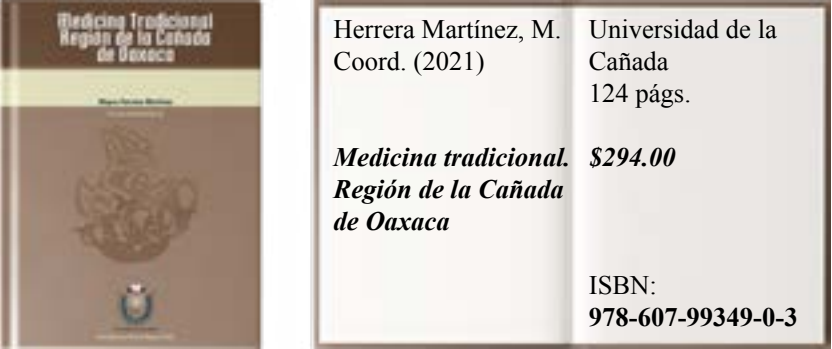 Medicina Tradicional
Región de la Cañada
de Oaxaca
Herrera Martínez, M.
Coord. (2021)
Medicina tradicional.
Región de la Cañada
de Oaxaca
Universidad de la
Cañada
124 págs.
$294.00
ISBN:
978-607-99349-0-3